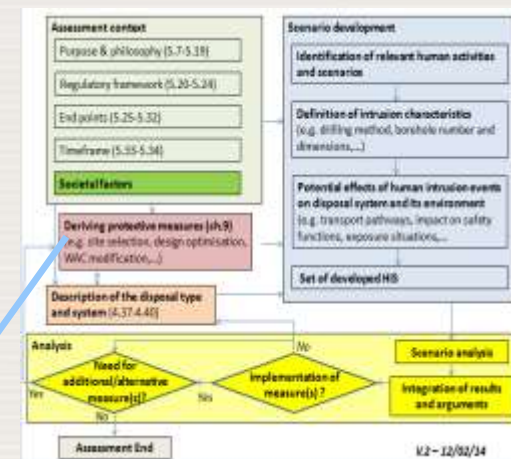 Assessment context
Purpose & philosophy (5.7-5.19)
Regulatory framework (5.20-5.24)
End points (5.25-5.32)
Timeframe (5.33-5.34)
Societal factors
Deriving protective measures (ch.9)
(e.g. site selection, design optimisation,
WAC modification,...)
Description of the disposal type
and system (4.37-4.40)
Scenario development
Identification of relevant human activities
and scenarios
Definition of intrusion characteristics
(e.g. drilling method, borehole number and
dimensions,...)
Potential effects of human intrusion events
on disposal system and its environment
(e.g. transport pathways, impact on safety
functions, exposure situations,...
Set of developed HIS
Analysis
Need for
additional/alternative
measure(s)?
Yes
No
Yes
No
Implementation of
measure(s) ?
Scenario analysis
Integration of results
and arguments
Assessment End
V.2 – 12/02/14